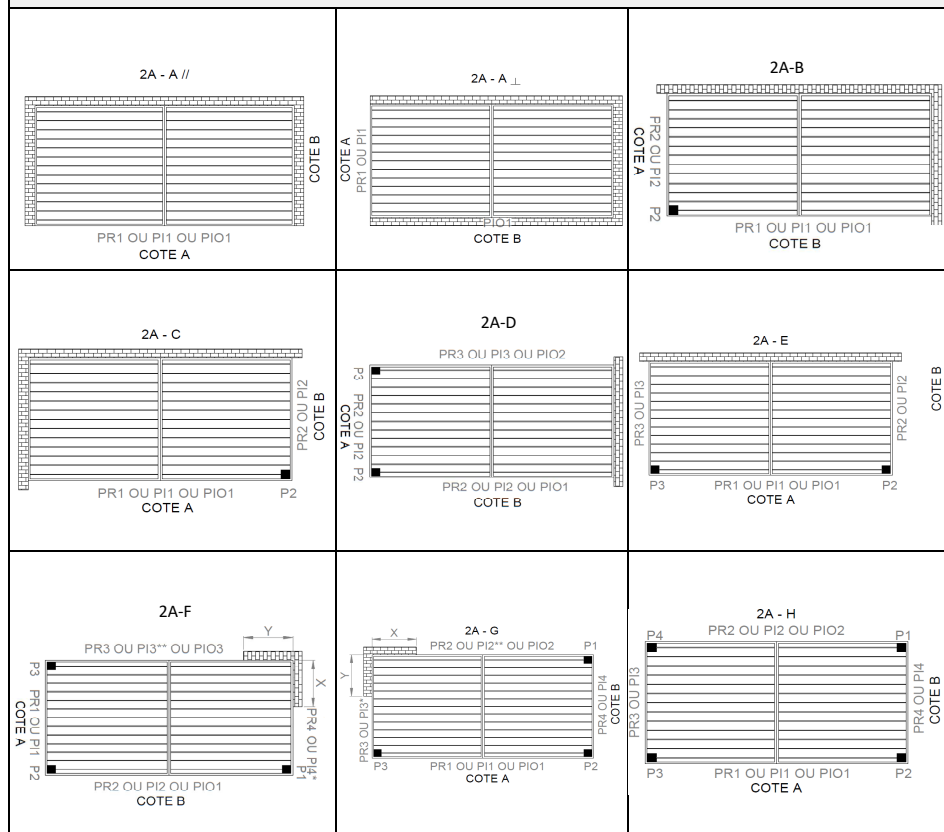 2A - A //
COTE B
PR1 OU PI1 OU PIO1
COTE A
2A - A ⊥
COTE A
PR1 OU PI1
PIO1
COTE B
2A-B
COTE A
PR2 OU PI2
P2
PR1 OU PI1 OU PIO1
COTE B
2A - C
PR2 OU PI2
COTE B
PR1 OU PI1 OU PIO1
P2
COTE A
2A-D
PR3 OU PI3 OU PIO2
P3
PR2 OU PI2
COTE A
P2
PR2 OU PI2 OU PIO1
COTE B
2A - E
PR3 OU PI3
PR2 OU PI2
COTE B
P3
PR1 OU PI1 OU PIO1
P2
COTE A
2A-F
Y
PR3 OU PI3** OU PIO3
P3
X
PR1 OU PI1
COTE A
PR4 OU PI4*
P2
P1
PR2 OU PI2 OU PIO1
COTE B
2A - G
X
PR2 OU PI2** OU PIO2
P1
Y
PR3 OU PI3*
PR4 OU PI4
COTE B
P3
PR1 OU PI1 OU PIO1
P2
COTE A
2A - H
P4
PR2 OU PI2 OU PIO2
P1
PR3 OU PI3
PR4 OU PI4
COTE B
P3
PR1 OU PI1 OU PIO1
P2
COTE A